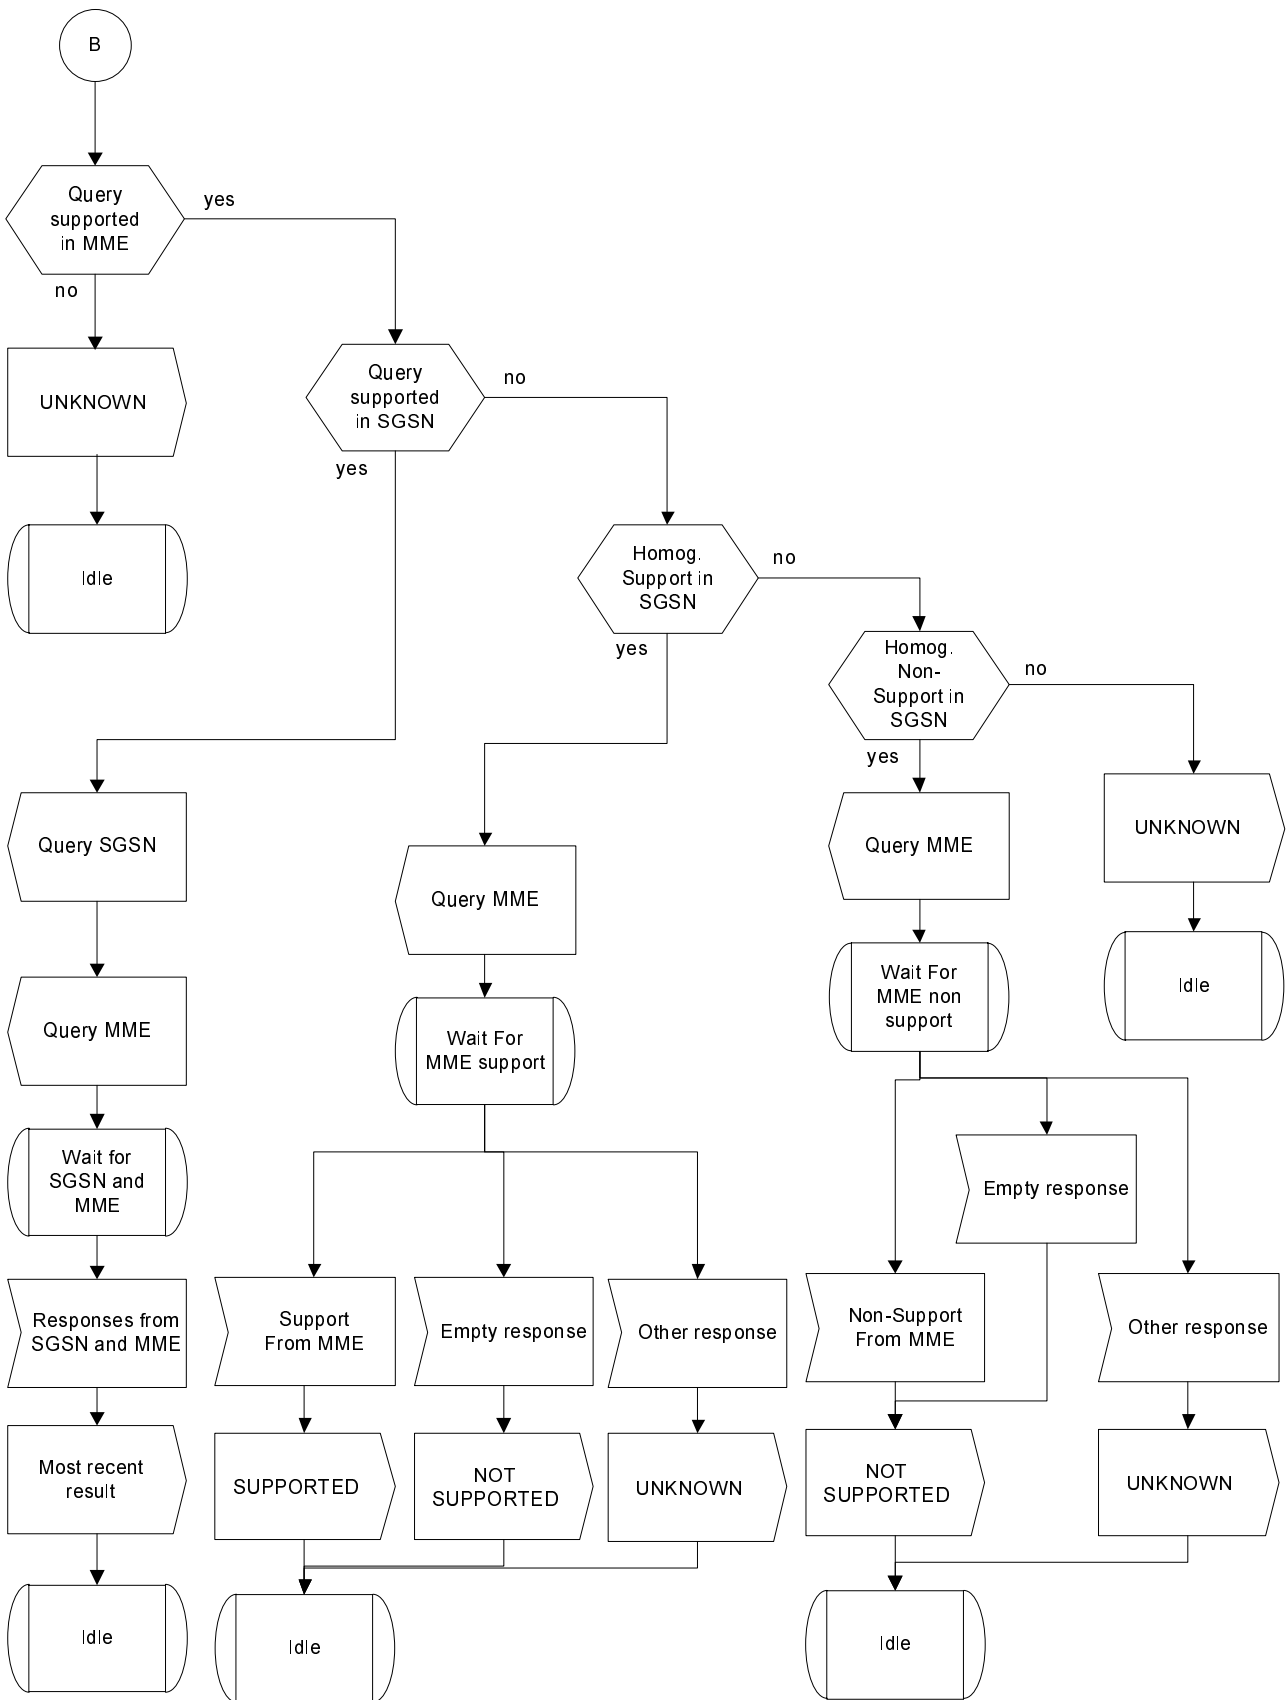 B
Query
supported
in MME
yes
no
UNKNOWN
Idle
Query
supported
in SGSN
no
yes
Homog.
Support in
SGSN
no
yes
Homog.
Non-
Support in
SGSN
no
yes
UNKNOWN
Idle
Query SGSN
Query MME
Wait for
SGSN and
MME
Responses from
SGSN and MME
Most recent
result
Idle
Query MME
Wait For
MME support
Support
From MME
Empty response
Other response
SUPPORTED
NOT
SUPPORTED
UNKNOWN
Idle
Query MME
Wait For
MME non
support
Empty response
Non-Support
From MME
Other response
NOT
SUPPORTED
UNKNOWN
Idle